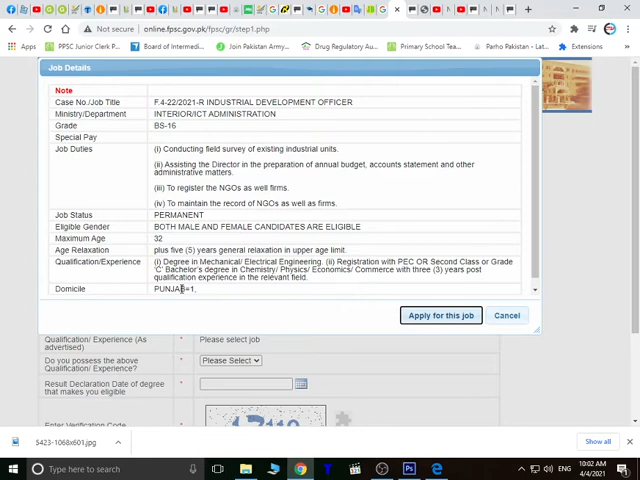 Not secure | online.fpsc.gov.pk/fpsc/gr/step1.php
Apps
PPSC Junior Clerk P...
Board of Intermedi...
Join Pakistan Army...
Drug Regulatory Au...
Primary School Tea...
Parho Pakistan - La...
Extensions
Job Details
Note
Case No./Job Title F.4-22/2021-R INDUSTRIAL DEVELOPMENT OFFICER
Ministry/Department INTERIOR/ICT ADMINISTRATION
Grade BS-16
Special Pay
Job Duties (i) Conducting field survey of existing industrial units.
(ii) Assisting the Director in the preparation of annual budget, accounts statement and other
administrative matters.
(iii) To register the NGOs as well firms.
(iv) To maintain the record of NGOs as well as firms.
Job Status PERMANENT
Eligible Gender BOTH MALE AND FEMALE CANDIDATES ARE ELIGIBLE
Maximum Age 32
Age Relaxation plus five (5) years general relaxation in upper age limit.
Qualification/Experience (i) Degree in Mechanical/ Electrical Engineering. (ii) Registration with PEC OR Second Class or Grade
'C' Bachelor's degree in Chemistry/ Physics/ Economics/ Commerce with three (3) years post
qualification experience in the relevant field.
Domicile PUNJAB=1,
Apply for this job Cancel
Qualification/ Experience (As * Please select job
advertised)
Do you possess the above * Please Select
Qualification/ Experience?
Result Declaration Date of degree *
that makes you eligible
Enter Verification Code
5423-1068x601.jpg
Show all
Type here to search
ENG
10:02 AM
4/4/2021